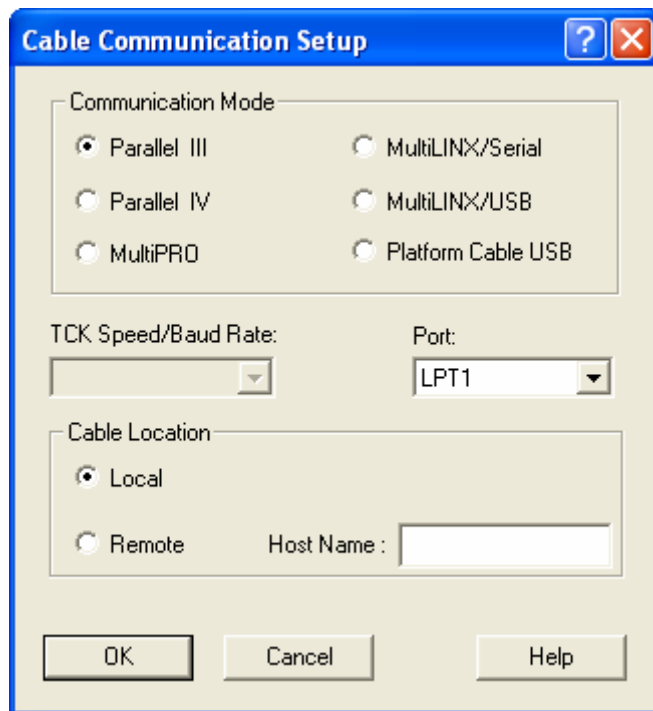 Cable Communication Setup
Communication Mode
Parallel III
MultiLINX/Serial
Parallel IV
MultiLINX/USB
MultiPRO
Platform Cable USB
TCK Speed/Baud Rate:
Port:
LPT1
Cable Location
Local
Remote
Host Name :
OK
Cancel
Help